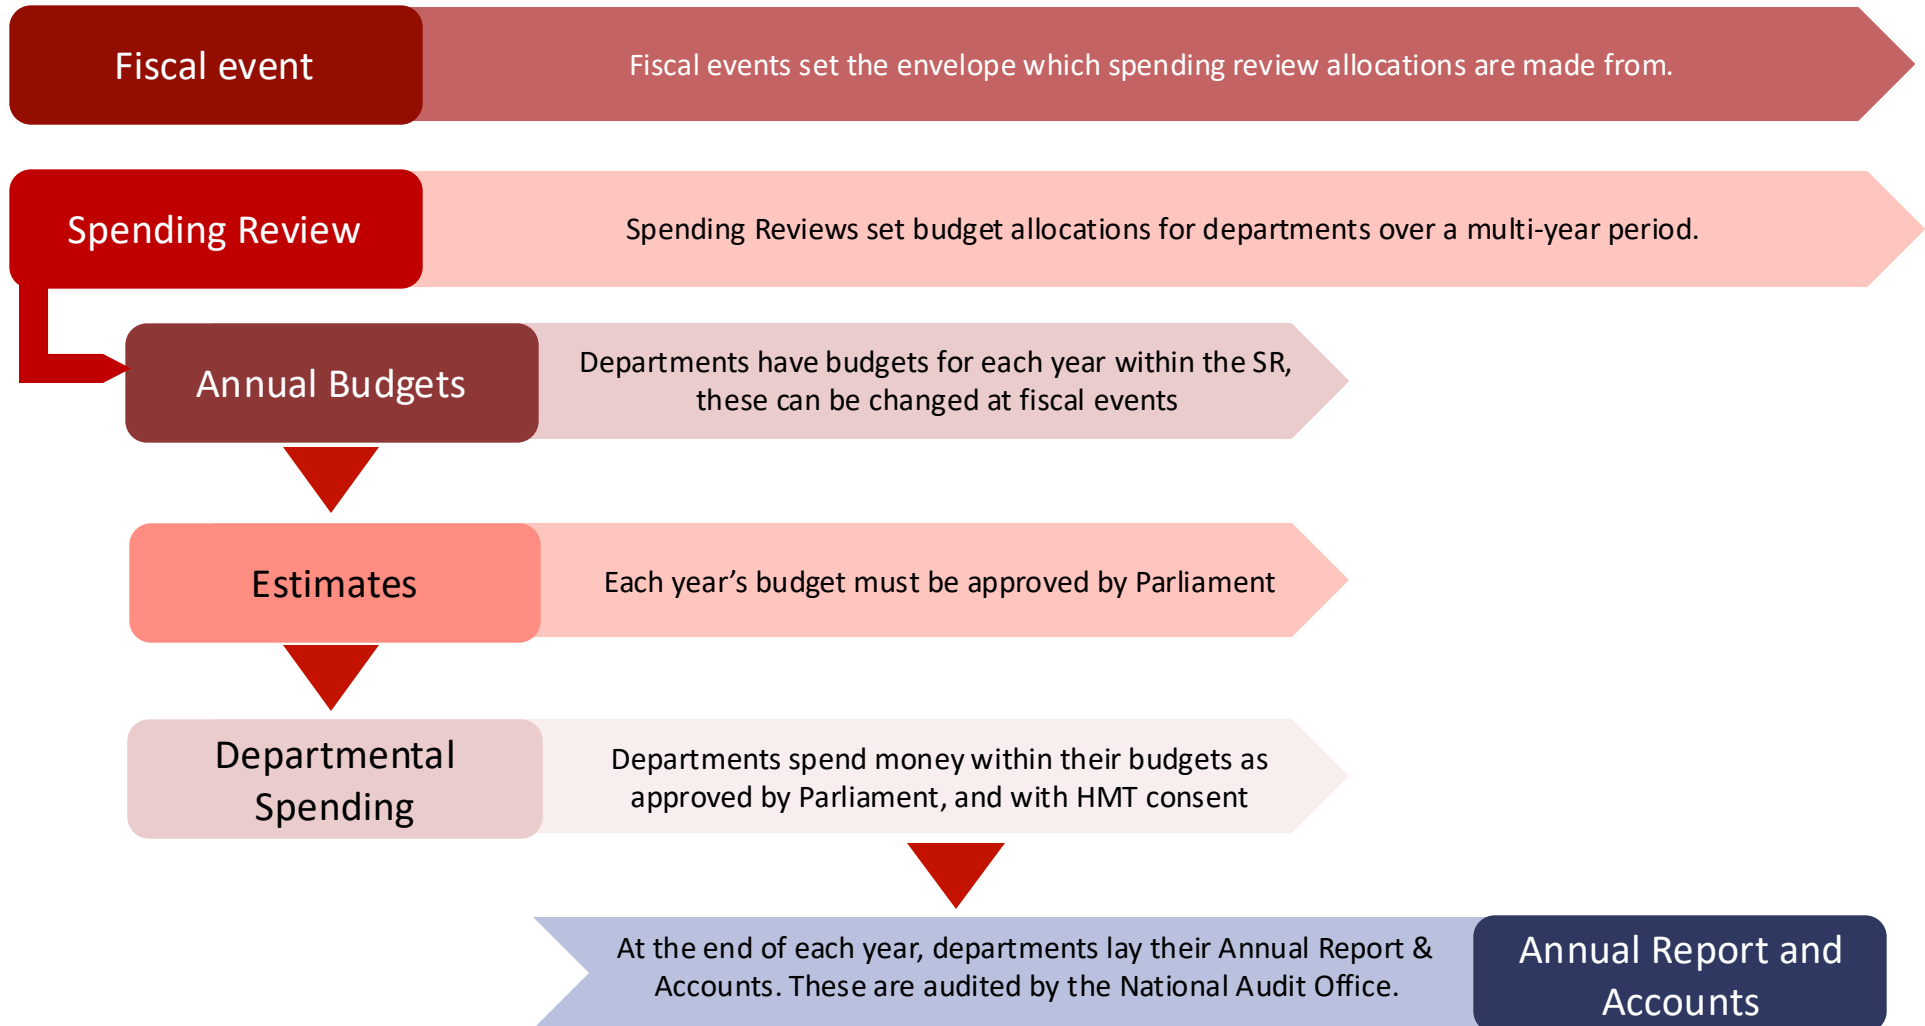 Fiscal event
Fiscal events set the envelope which spending review allocations are made from.
Spending Review
Spending Reviews set budget allocations for departments over a multi-year period.
Annual Budgets
Departments have budgets for each year within the SR,
these can be changed at fiscal events
Estimates
Each year’s budget must be approved by Parliament
Departmental
Spending
Departments spend money within their budgets as
approved by Parliament, and with HMT consent
At the end of each year, departments lay their Annual Report &
Accounts. These are audited by the National Audit Office.
Annual Report and
Accounts